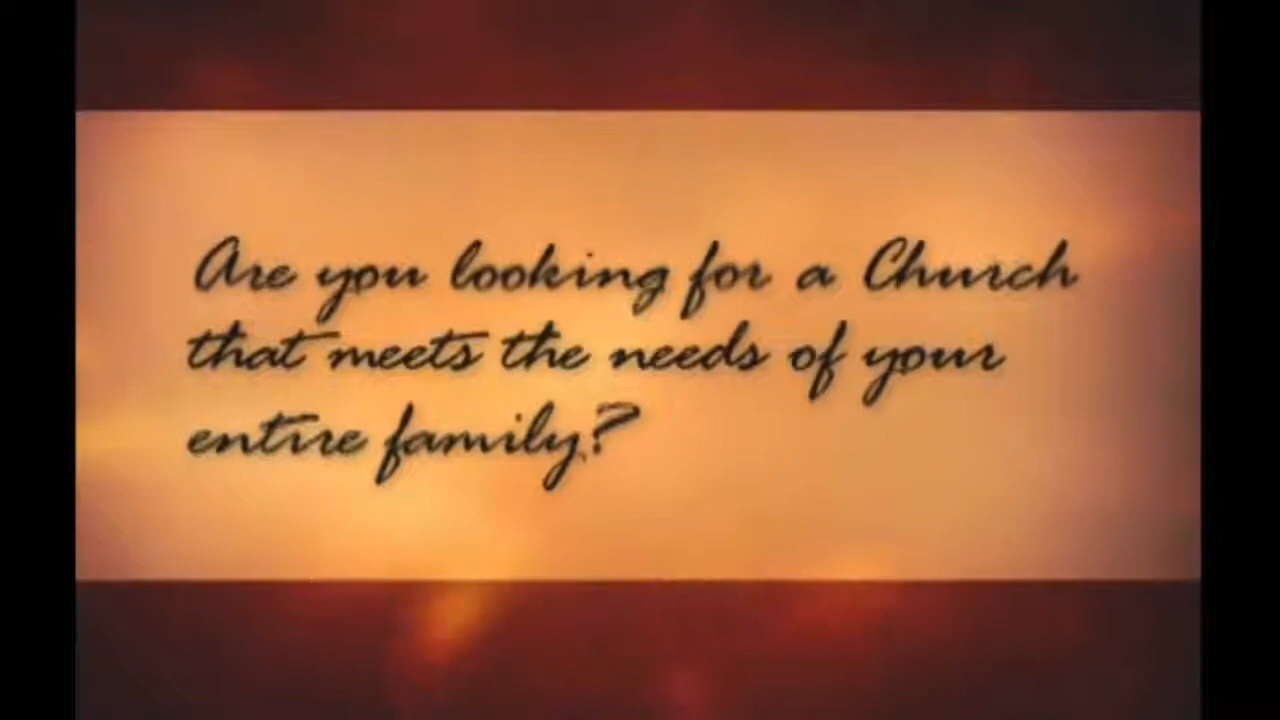 Are you looking for a Church
that meets the needs of your
entire family?